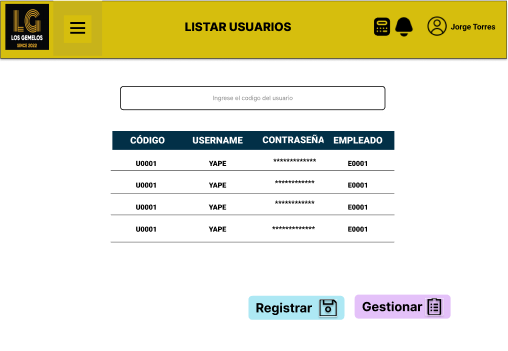 LG
LOS GEMELOS
SINCE 2022
LISTAR USUARIOS
Jorge Torres
Ingrese el codigo del usuario
CÓDIGO USERNAME CONTRASEÑA EMPLEADO
U0001 YAPE ************* E0001
U0001 YAPE ************ E0001
U0001 YAPE ************ E0001
U0001 YAPE ************* E0001
Registrar
Gestionar